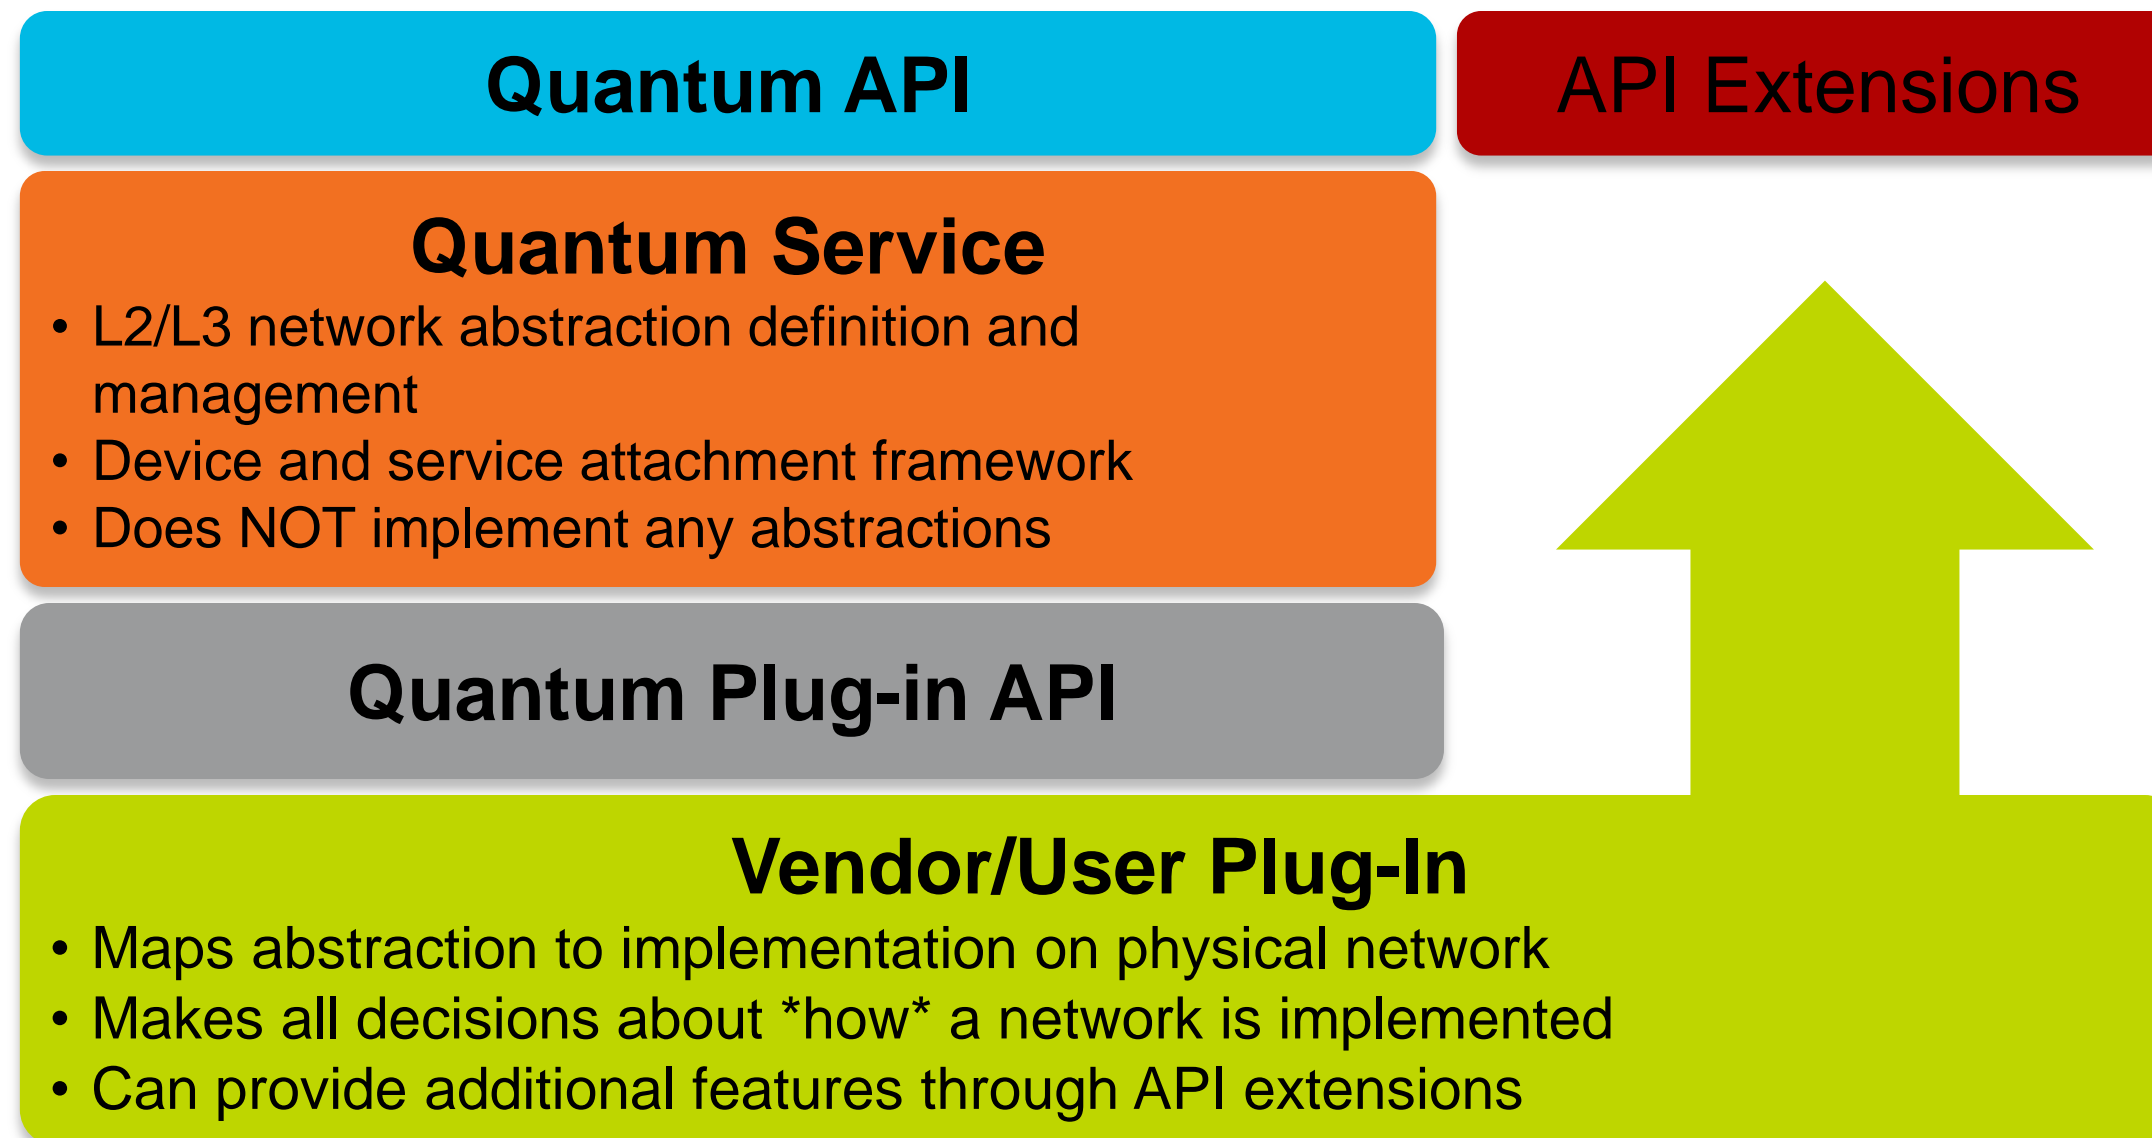 Quantum API
API Extensions
Quantum Service
• L2/L3 network abstraction definition and
management
• Device and service attachment framework
• Does NOT implement any abstractions
Quantum Plug-in API
Vendor/User Plug-In
• Maps abstraction to implementation on physical network
• Makes all decisions about *how* a network is implemented
• Can provide additional features through API extensions